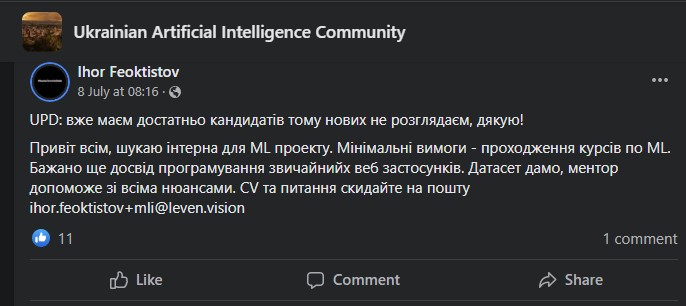 Ukrainian Artificial Intelligence Community
Ihor Feoktistov
8 July at 08:16 ·
UPD: вже маєм достатньо кандидатів тому нових не розглядаєм, дякую!
Привіт всім, шукаю інтерна для ML проекту. Мінімальні вимоги - проходження курсів по ML.
Бажано ще досвід програмування звичайнийх веб застосунків. Датасет дамо, ментор
допоможе зі всіма нюансами. CV та питання скидайте на пошту
ihor.feoktistov+mli@leven.vision
11
1 comment
Like
Comment
Share